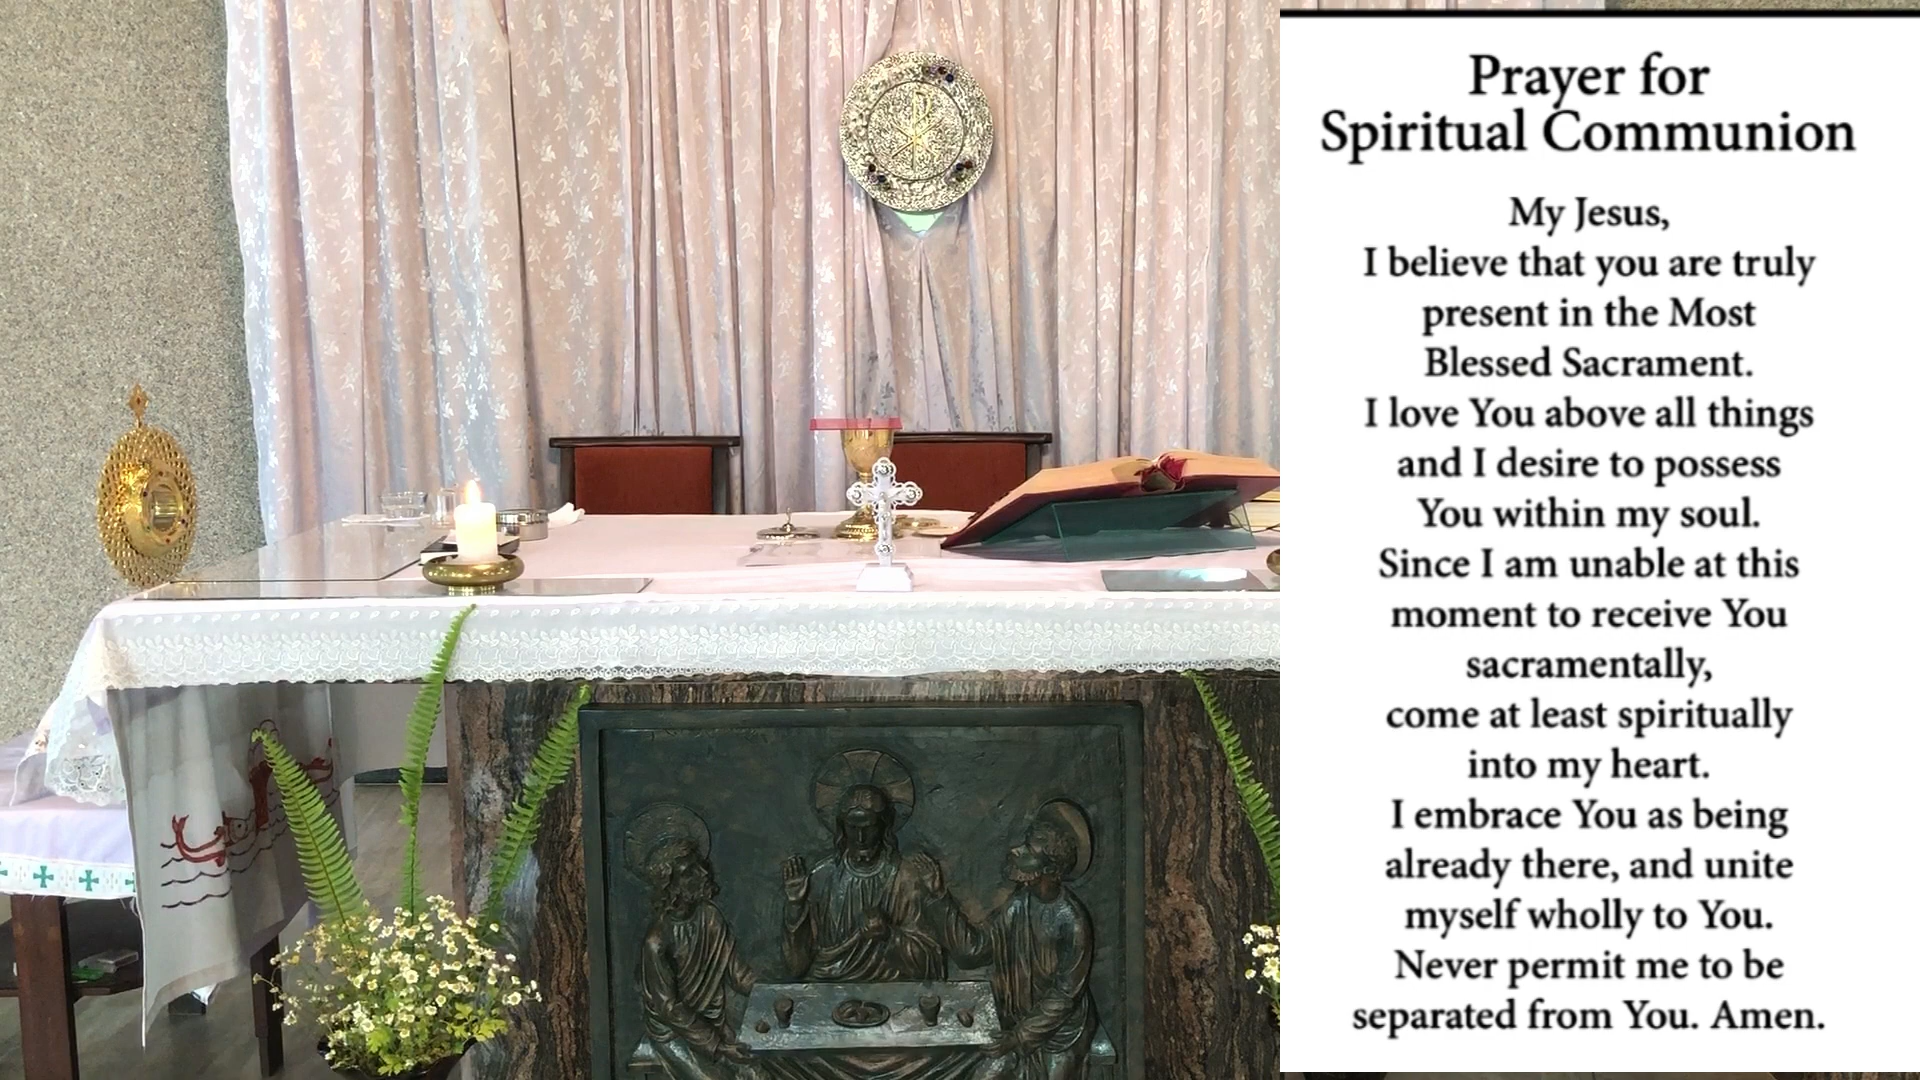 Prayer for
Spiritual Communion
My Jesus,
I believe that you are truly
present in the Most
Blessed Sacrament.
I love You above all things
and I desire to possess
You within my soul.
Since I am unable at this
moment to receive You
sacramentally,
come at least spiritually
into my heart.
I embrace You as being
already there, and unite
myself wholly to You.
Never permit me to be
separated from You. Amen.